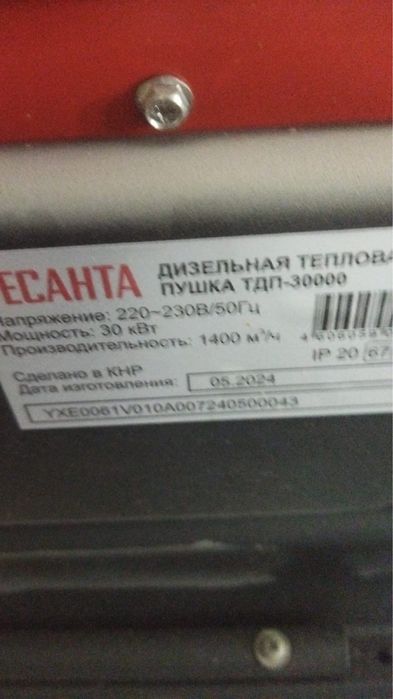 ЕСАНТА
ДИЗЕЛЬНАЯ ТЕПЛОВА
ПУШКА ТДП-30000
Напряжение: 220~230В/50Гц
Мощность: 30 кВт
Производительность: 1400 м³/ч
IP 20 67
Сделано в КНР
Дата изготовления: 05.2024
YXE0061V010A007240500043